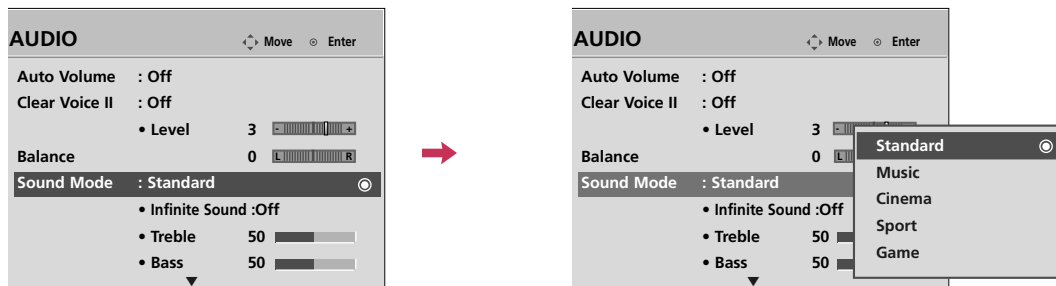 AUDIO Move Enter
Auto Volume : Off
Clear Voice II : Off
• Level 3 - +
Balance 0 L R
Sound Mode : Standard
• Infinite Sound :Off
• Treble 50
• Bass 50
AUDIO Move Enter
Auto Volume : Off
Clear Voice II : Off
• Level 3 -
Balance 0 L
Sound Mode : Standard
• Infinite Sound :Off
• Treble 50
• Bass 50
Standard
Music
Cinema
Sport
Game